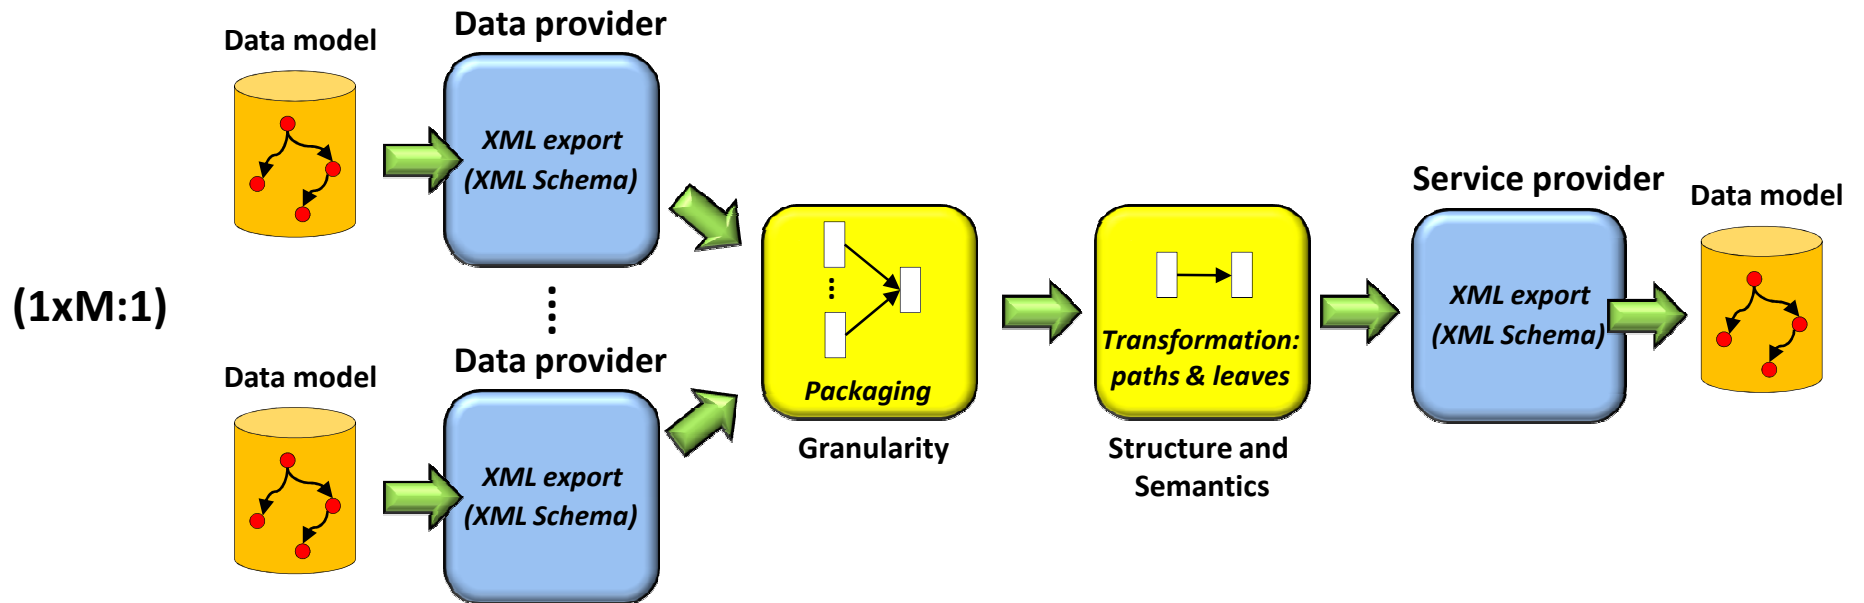 Data provider
Data model
XML export
(XML Schema)
Service provider
Data model
XML export
(XML Schema)
(1xM:1)
Transformation:
paths & leaves
Packaging
Data provider
Data model
Granularity
Structure and
Semantics
XML export
(XML Schema)